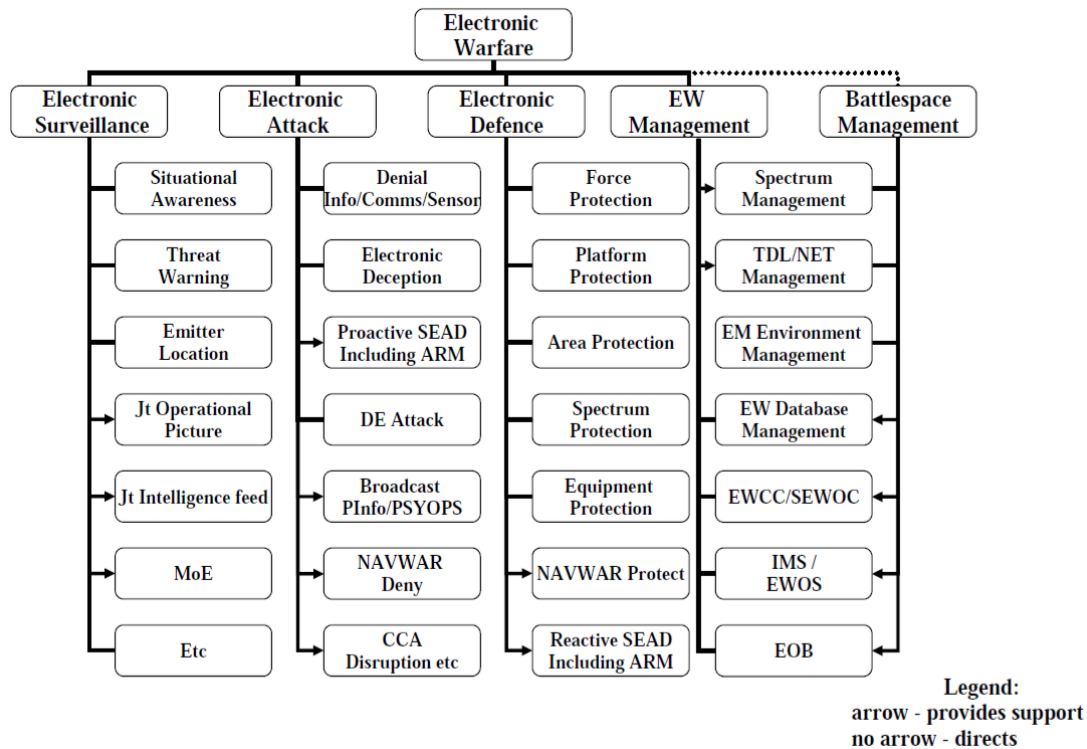 Electronic
Warfare
Electronic
Surveillance
Electronic
Attack
Electronic
Defence
EW
Management
Battlespace
Management
Situational
Awareness
Denial
Info/Comms/Sensor
Force
Protection
Spectrum
Management
Threat
Warning
Electronic
Deception
Platform
Protection
TDL/NET
Management
Emitter
Location
Proactive SEAD
Including ARM
Area Protection
EM Environment
Management
Jt Operational
Picture
DE Attack
Spectrum
Protection
EW Database
Management
Jt Intelligence feed
Broadcast
PInfo/PSYOPS
Equipment
Protection
EWCC/SEWOC
MoE
NAVWAR
Deny
NAVWAR Protect
IMS /
EWOS
Etc
CCA
Disruption etc
Reactive SEAD
Including ARM
EOB
Legend:
arrow - provides support
no arrow - directs